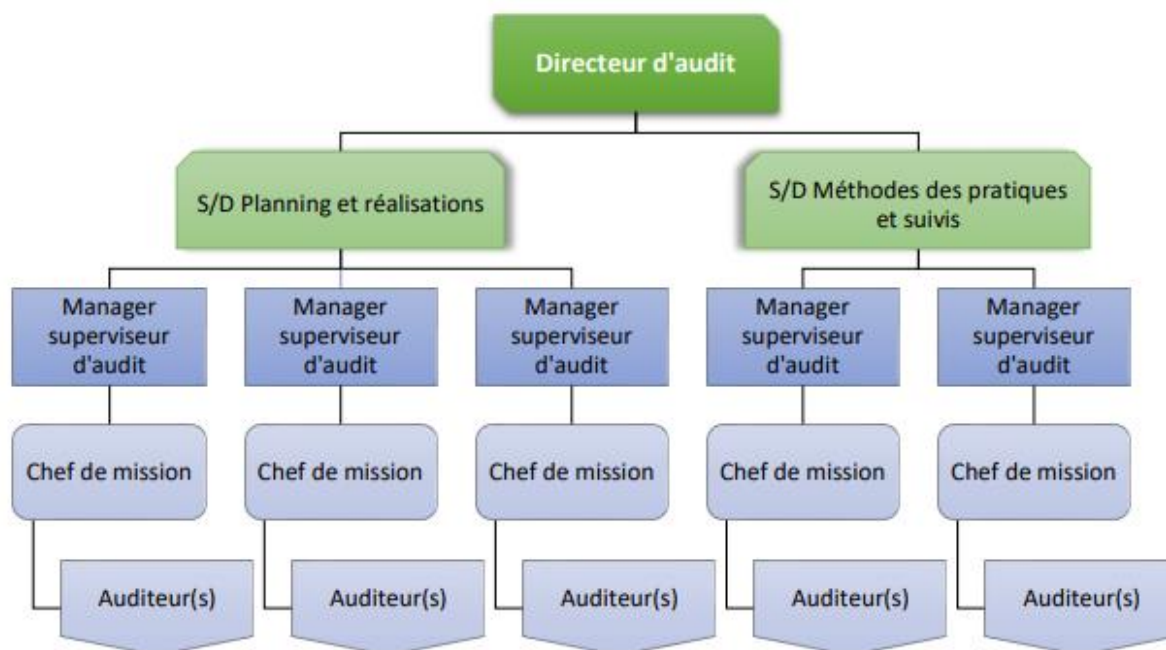 Directeur d'audit
S/D Planning et réalisations
S/D Méthodes des pratiques
et suivis
Manager
superviseur
d'audit
Manager
superviseur
d'audit
Manager
superviseur
d'audit
Manager
superviseur
d'audit
Manager
superviseur
d'audit
Chef de mission
Chef de mission
Chef de mission
Chef de mission
Chef de mission
Auditeur(s)
Auditeur(s)
Auditeur(s)
Auditeur(s)
Auditeur(s)